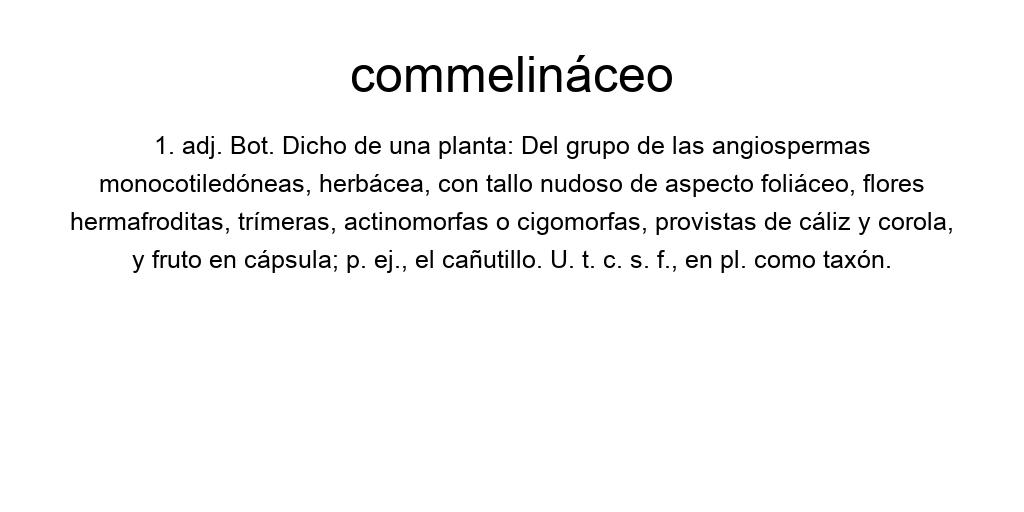 commelináceo
1. adj. Bot. Dicho de una planta: Del grupo de las angiospermas
monocotiledóneas, herbácea, con tallo nudoso de aspecto foliáceo, flores
hermafroditas, trímeras, actinomorfas o cigomorfas, provistas de cáliz y corola,
y fruto en cápsula; p. ej., el cañutillo. U. t. c. s. f., en pl. como taxón.